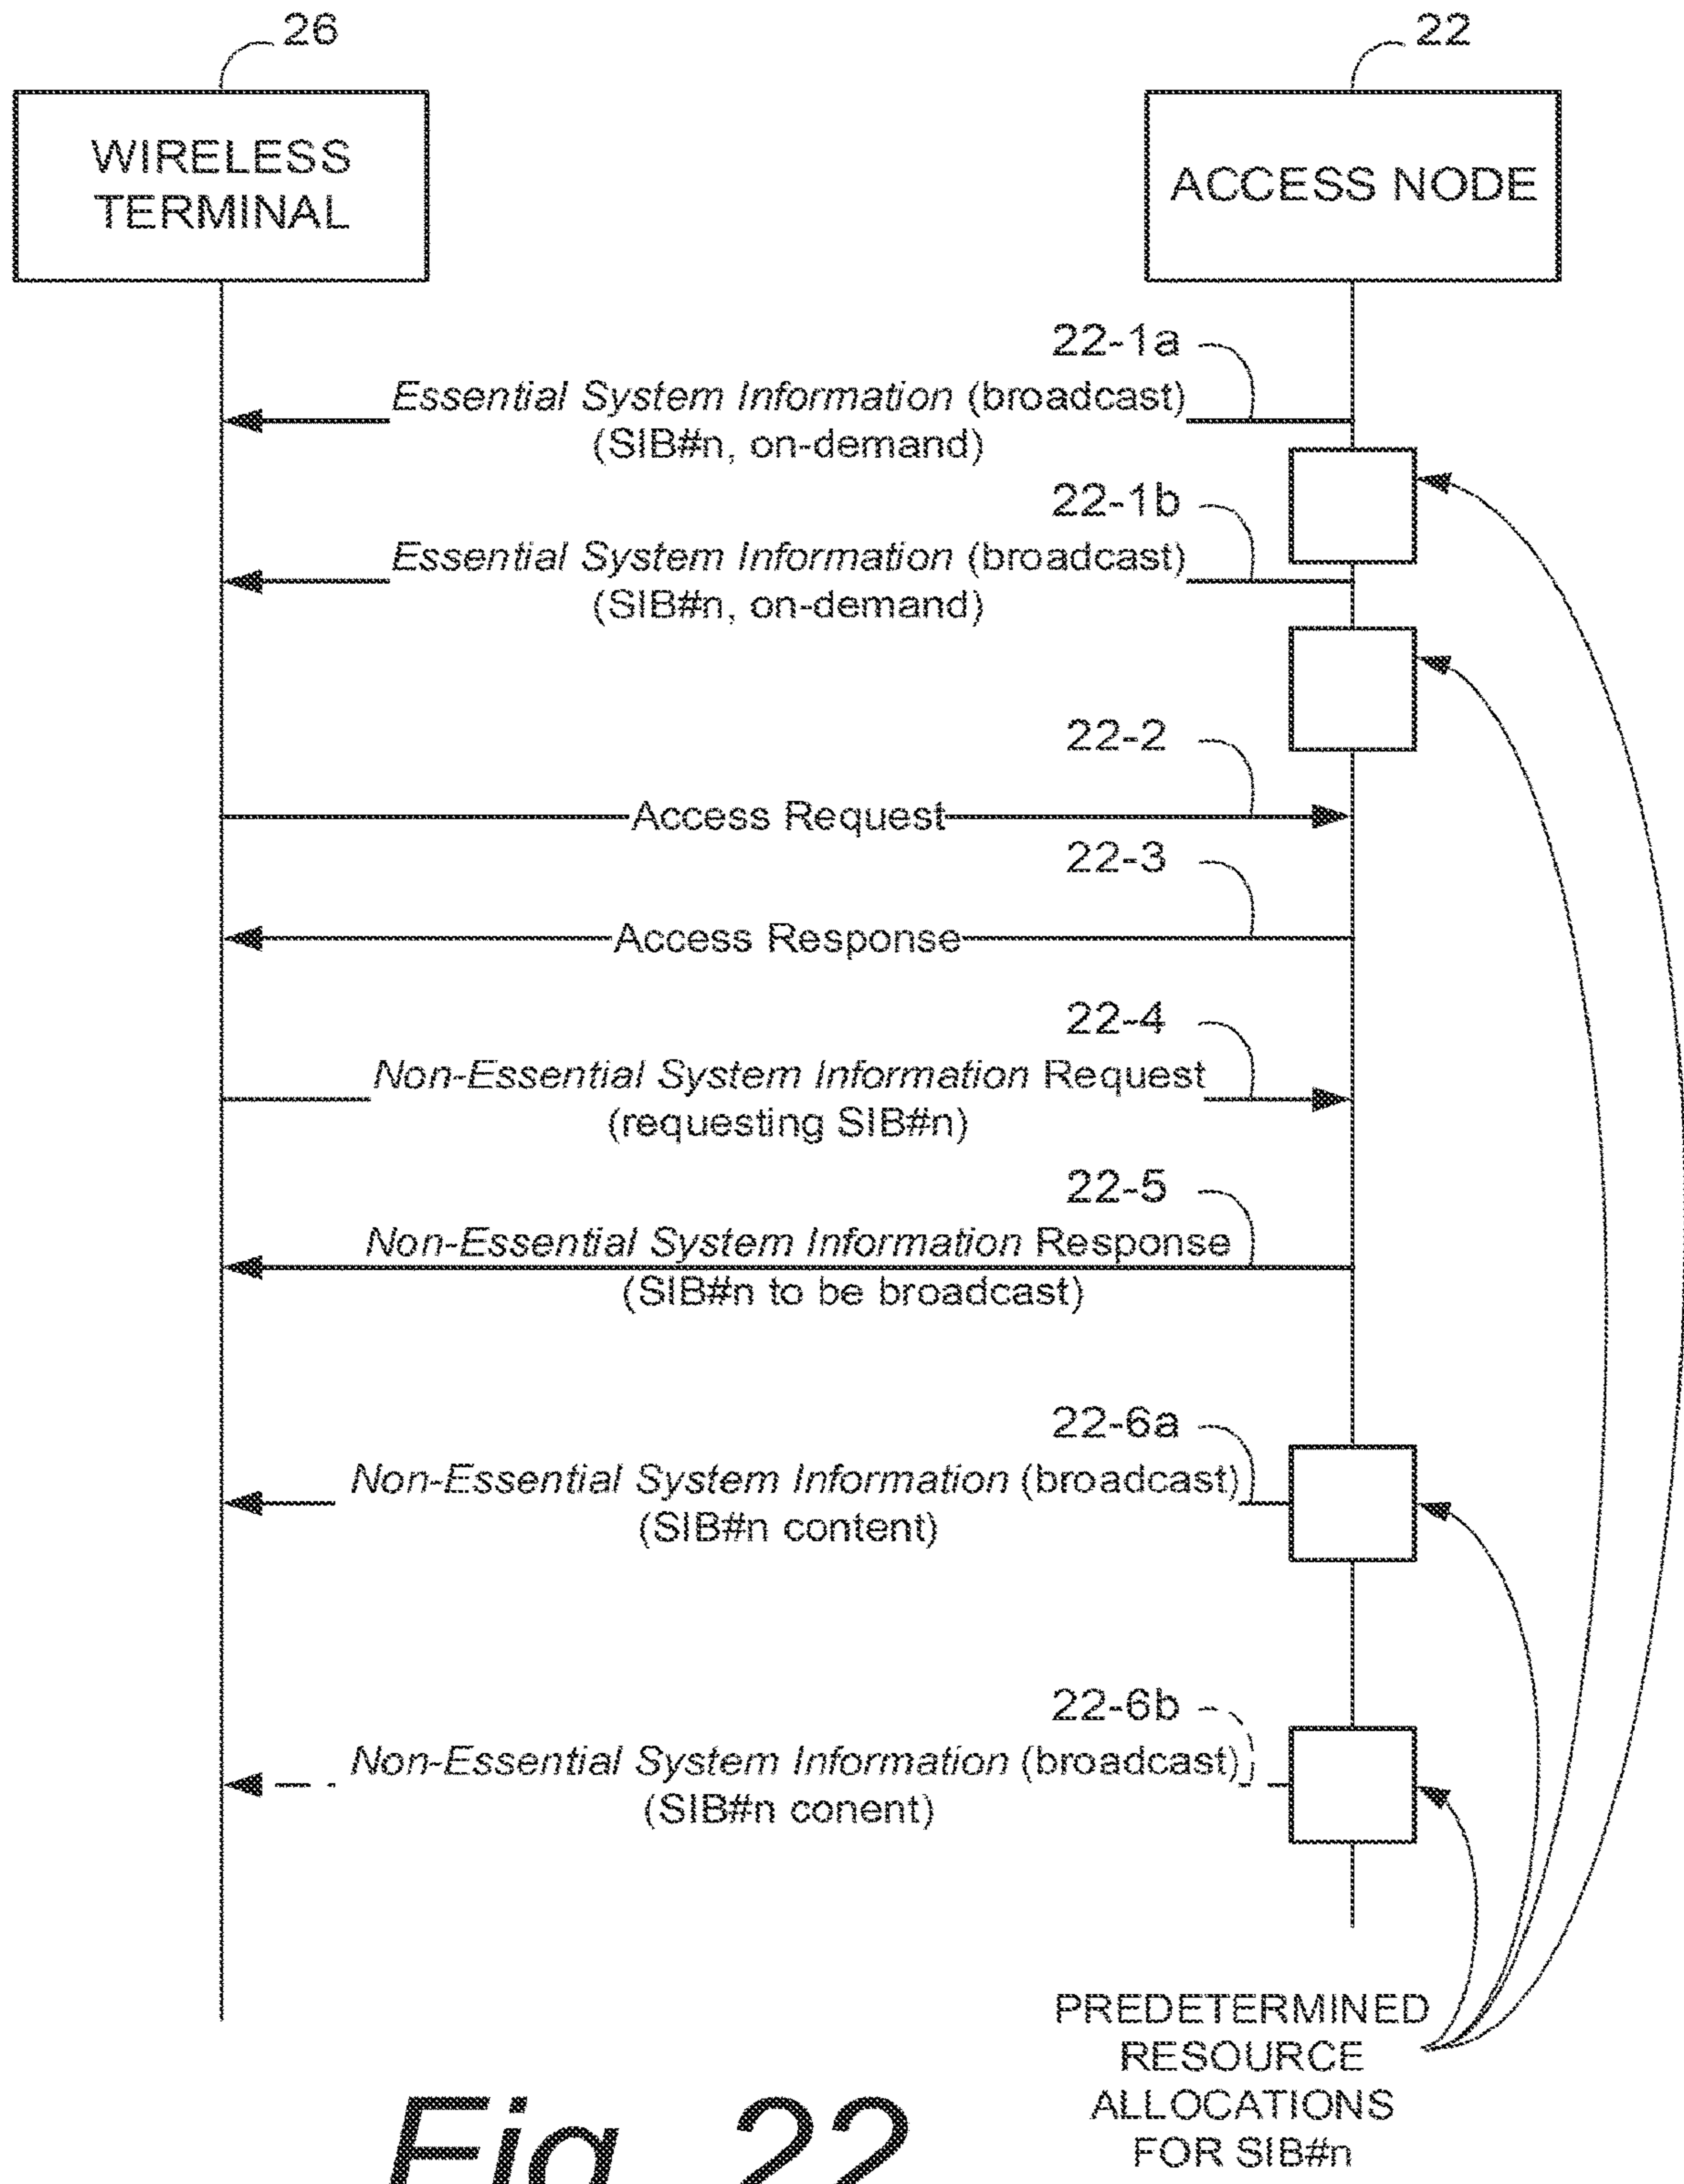 26
22
WIRELESS
TERMINAL
ACCESS NODE
22-1a
Essential System Information (broadcast)
(SIB#n, on-demand)
22-1b
Essential System Information (broadcast)
(SIB#n, on-demand)
22-2
Access Request
22-3
Access Response
22-4
Non-Essential System Information Request
(requesting SIB#n)
22-5
Non-Essential System Information Response
(SIB#n to be broadcast)
22-6a
Non-Essential System Information (broadcast)
(SIB#n content)
22-6b
Non-Essential System Information (broadcast)
(SIB#n conent)
PREDETERMINED
RESOURCE
ALLOCATIONS
FOR SIB#n
Fig. 22